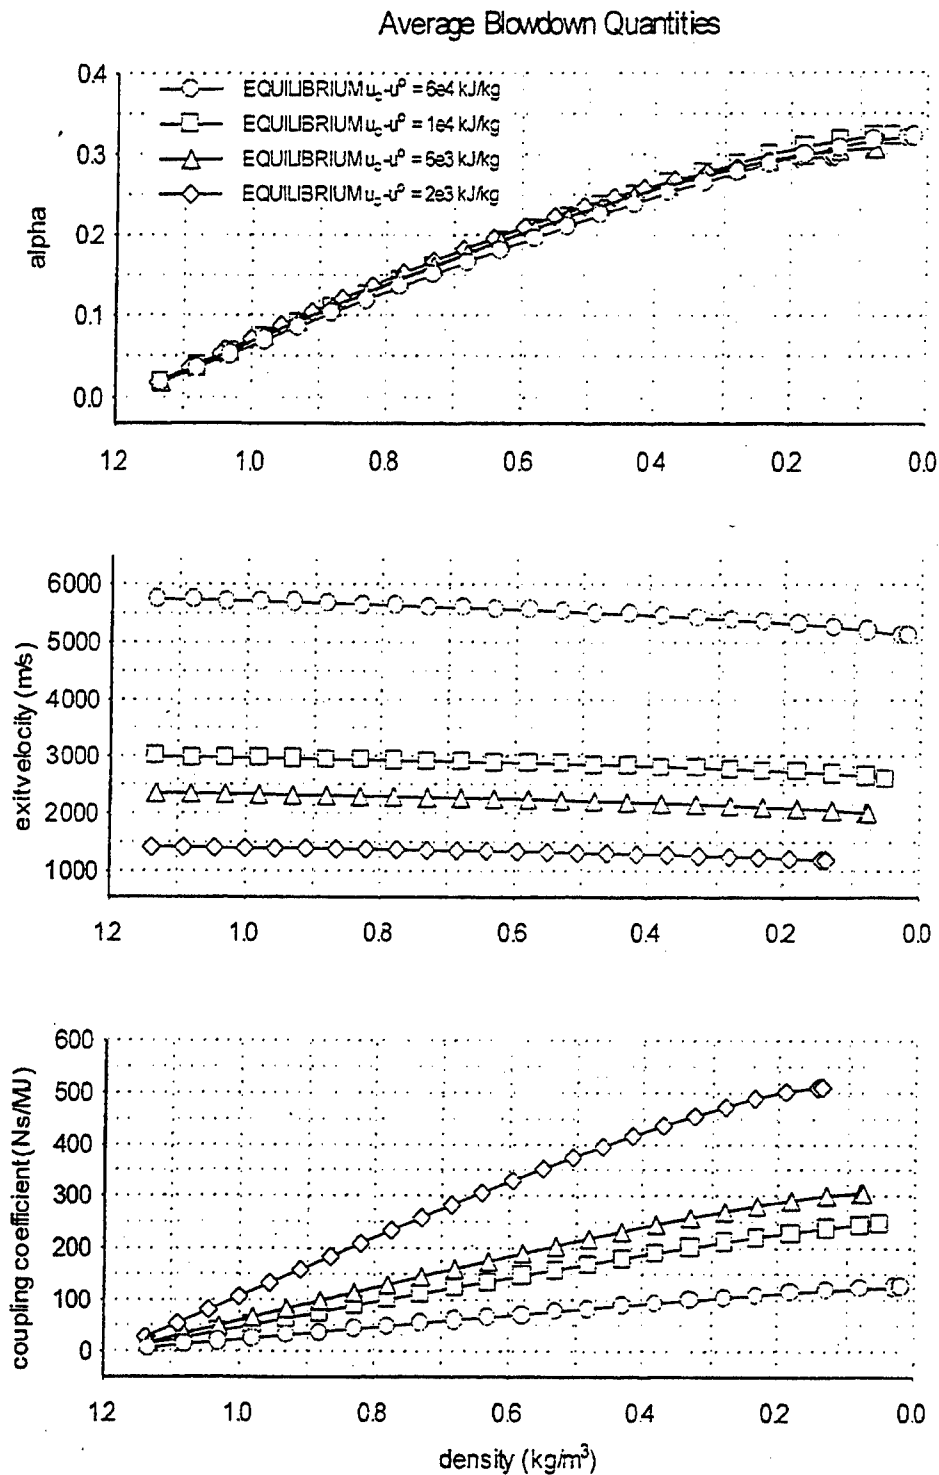 Average Blowdown Quantities
0.4
EQUILIBRIUM u꜀-uº = 6e4 kJ/kg
EQUILIBRIUM u꜀-uº = 1e4 kJ/kg
EQUILIBRIUM u꜀-uº = 5e3 kJ/kg
EQUILIBRIUM u꜀-uº = 2e3 kJ/kg
0.3
0.2
0.1
0.0
alpha
1.2 1.0 0.8 0.6 0.4 0.2 0.0
6000
5000
4000
3000
2000
1000
exit velocity (m/s)
1.2 1.0 0.8 0.6 0.4 0.2 0.0
600
500
400
300
200
100
0
coupling coefficient (Ns/MJ)
1.2 1.0 0.8 0.6 0.4 0.2 0.0
density (kg/m³)